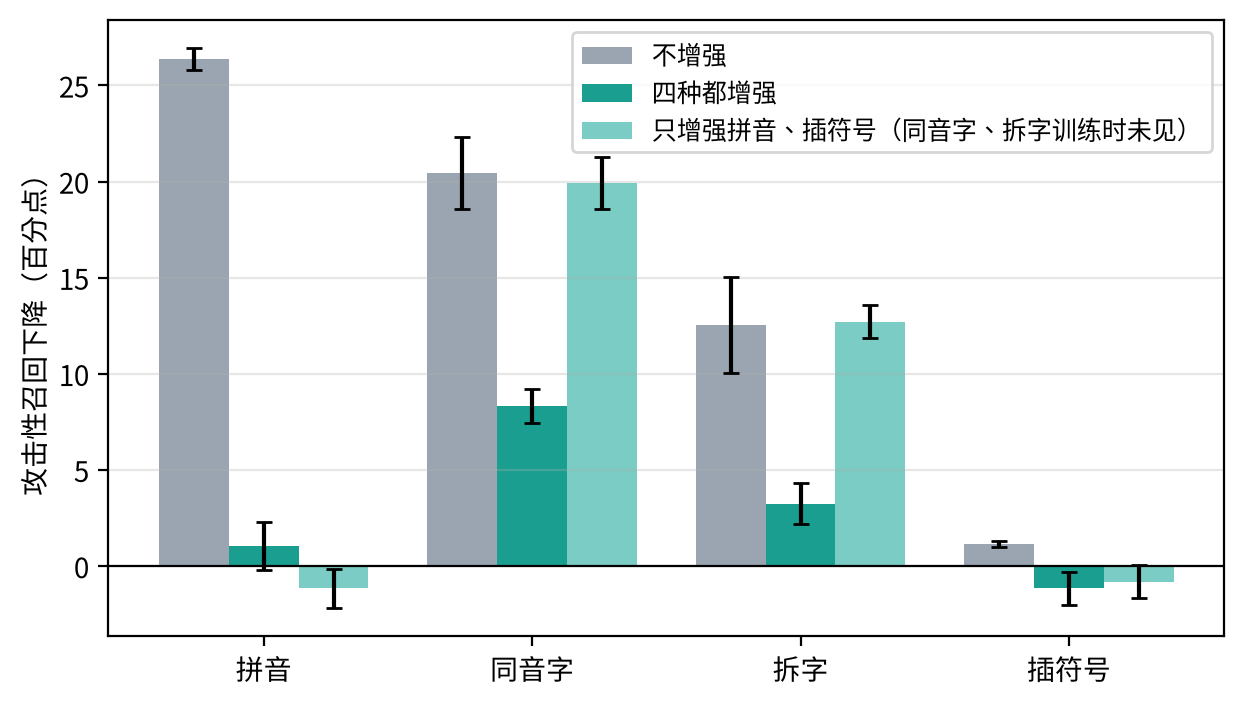 不增强
四种都增强
只增强拼音、插符号（同音字、拆字训练时未见）
攻击性召回下降（百分点）
25
20
15
10
5
0
拼音
同音字
拆字
插符号